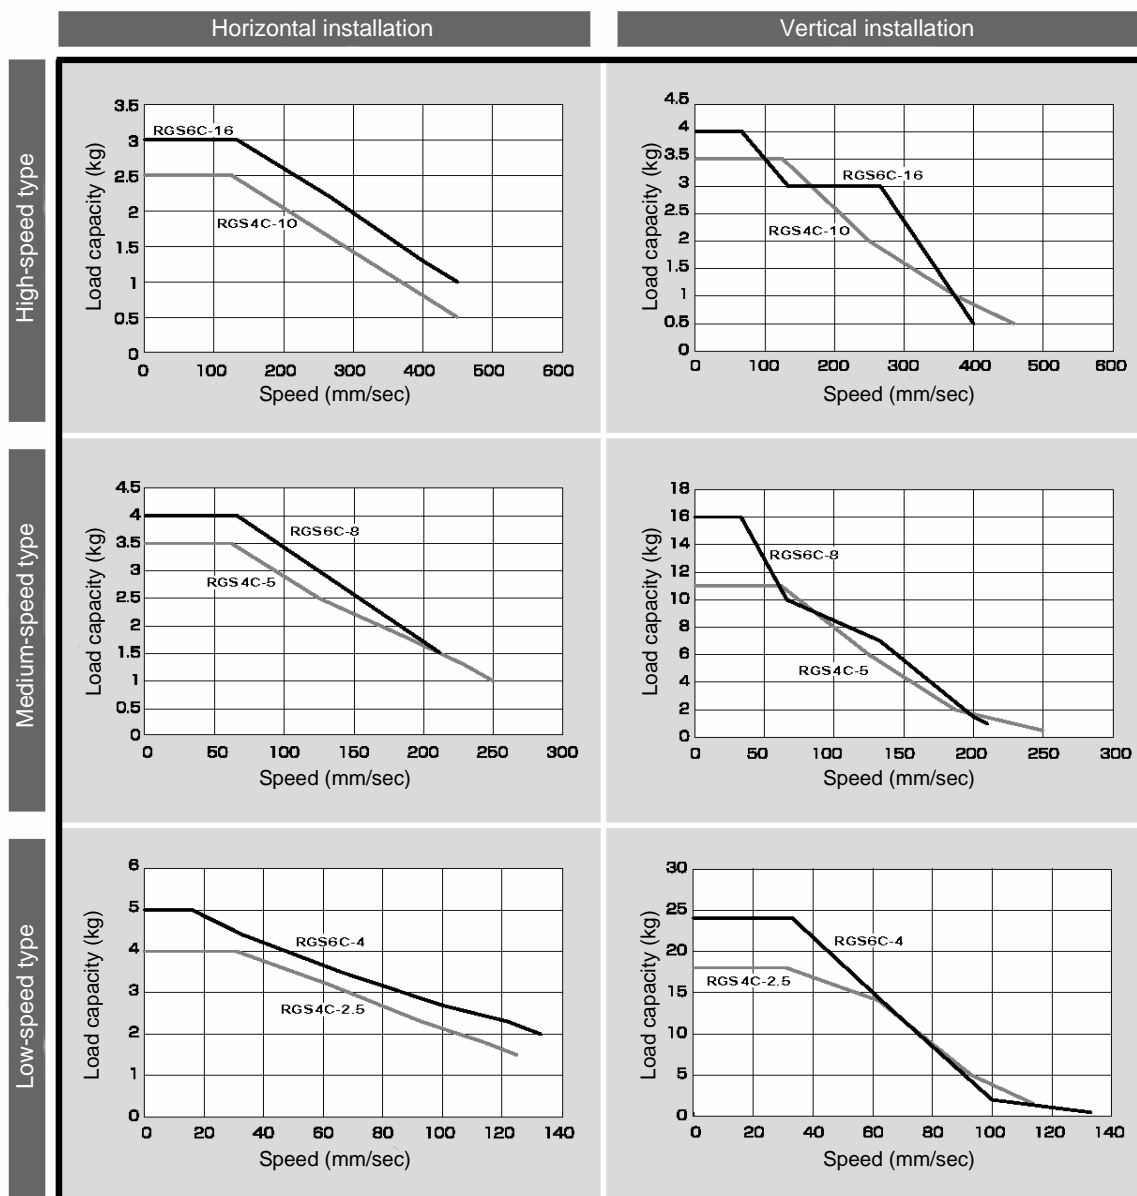 Horizontal installation
Vertical installation
High-speed type
3.5
3
2.5
2
1.5
1
0.5
0
Load capacity (kg)
RGS6C-16
RGS4C-10
0 100 200 300 400 500 600
Speed (mm/sec)
4.5
4
3.5
3
2.5
2
1.5
1
0.5
0
Load capacity (kg)
RGS6C-16
RGS4C-10
0 100 200 300 400 500 600
Speed (mm/sec)
Medium-speed type
4.5
4
3.5
3
2.5
2
1.5
1
0.5
0
Load capacity (kg)
RGS6C-8
RGS4C-5
0 50 100 150 200 250 300
Speed (mm/sec)
18
16
14
12
10
8
6
4
2
0
Load capacity (kg)
RGS6C-8
RGS4C-5
0 50 100 150 200 250 300
Speed (mm/sec)
Low-speed type
6
5
4
3
2
1
0
Load capacity (kg)
RGS6C-4
RGS4C-2.5
0 20 40 60 80 100 120 140
Speed (mm/sec)
30
25
20
15
10
5
0
Load capacity (kg)
RGS6C-4
RGS4C-2.5
0 20 40 60 80 100 120 140
Speed (mm/sec)